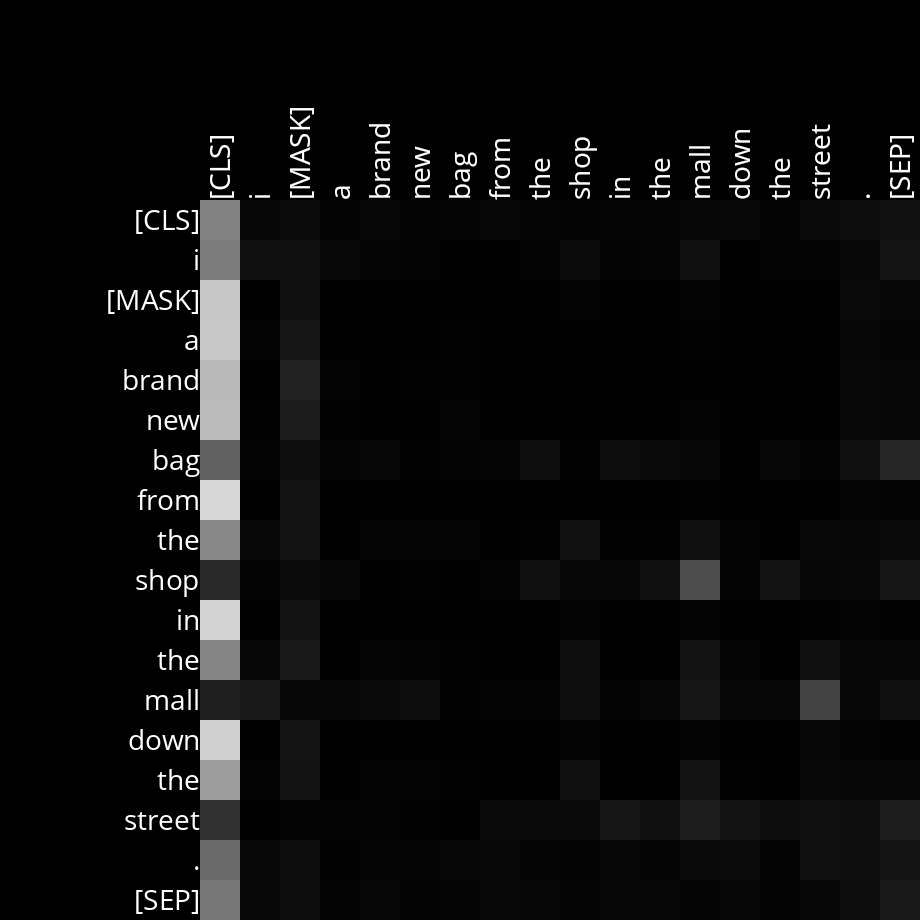 [CLS] i [MASK] a brand new bag from the shop in the mall down the street . [SEP]
[CLS]
i
[MASK]
a
brand
new
bag
from
the
shop
in
the
mall
down
the
street
.
[SEP]